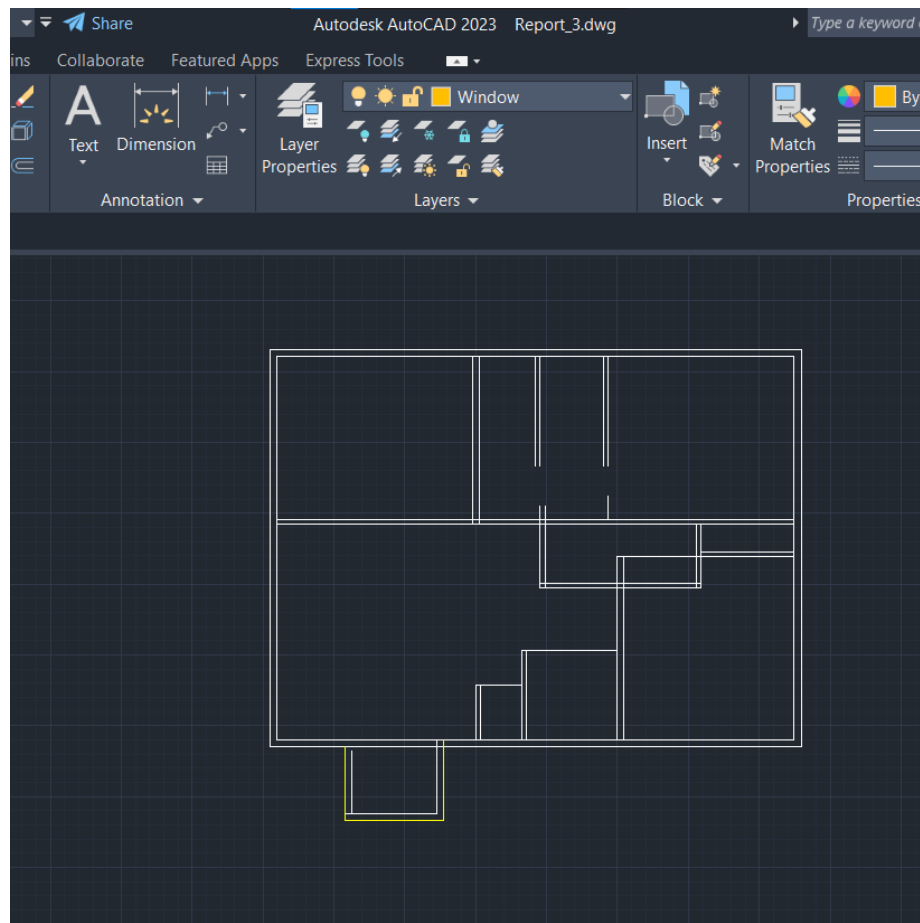 Share Autodesk AutoCAD 2023 Report_3.dwg Type a keyword
ins Collaborate Featured Apps Express Tools
Window By
Text Dimension Layer Properties Insert Match Properties
Annotation Layers Block Properties